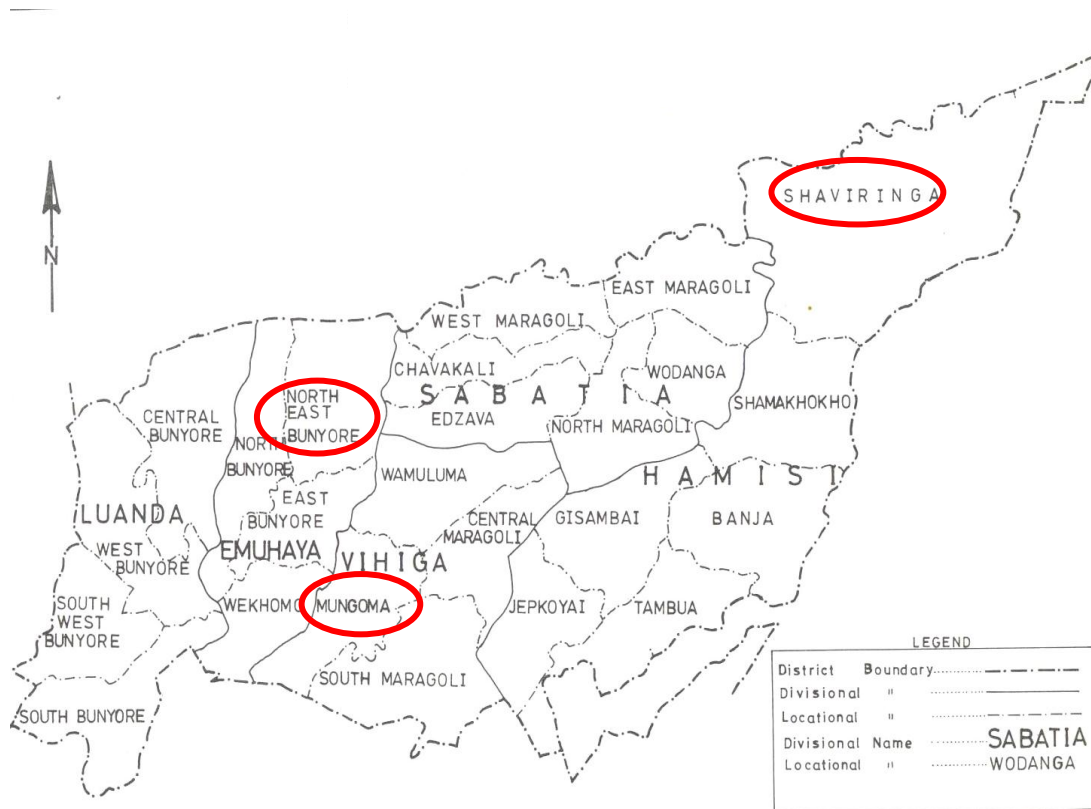 SHAVIRINGA
N
EAST MARAGOLI
WEST MARAGOLI
CHAVAKALI
WODANGA
SABATIA
NORTH
EAST
BUNYORE
EDZAVA
SHAMAKHOKHO
CENTRAL
BUNYORE
NORTH MARAGOLI
NORTH
BUNYORE
WAMULUMA
HAMISI
EAST
BUNYORE
LUANDA
CENTRAL
MARAGOLI
GISAMBAI
BANJA
WEST
BUNYORE
EMUHAYA
VIHIGA
SOUTH
WEST
BUNYORE
WEKHOMO
MUNGOMA
JEPKOYAI
TAMBUA
SOUTH MARAGOLI
SOUTH BUNYORE
LEGEND
District Boundary
Divisional "
Locational "
Divisional Name SABATIA
Locational " WODANGA